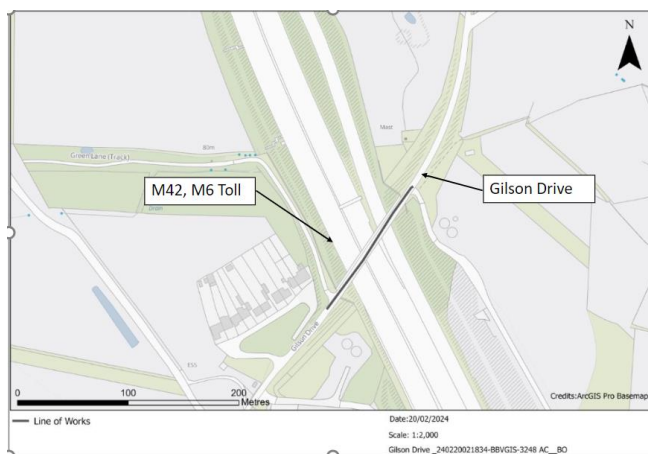 N
Mast
80m
Green Lane (Track)
M42, M6 Toll
Gilson Drive
Drain
Gilson Drive
ESS
0 100 200
Metres
Credits:ArcGIS Pro Basemap
Line of Works
Date:20/02/2024
Scale: 1:2,000
Gilson Drive _240220021834-BBVGIS-3248 AC__BO